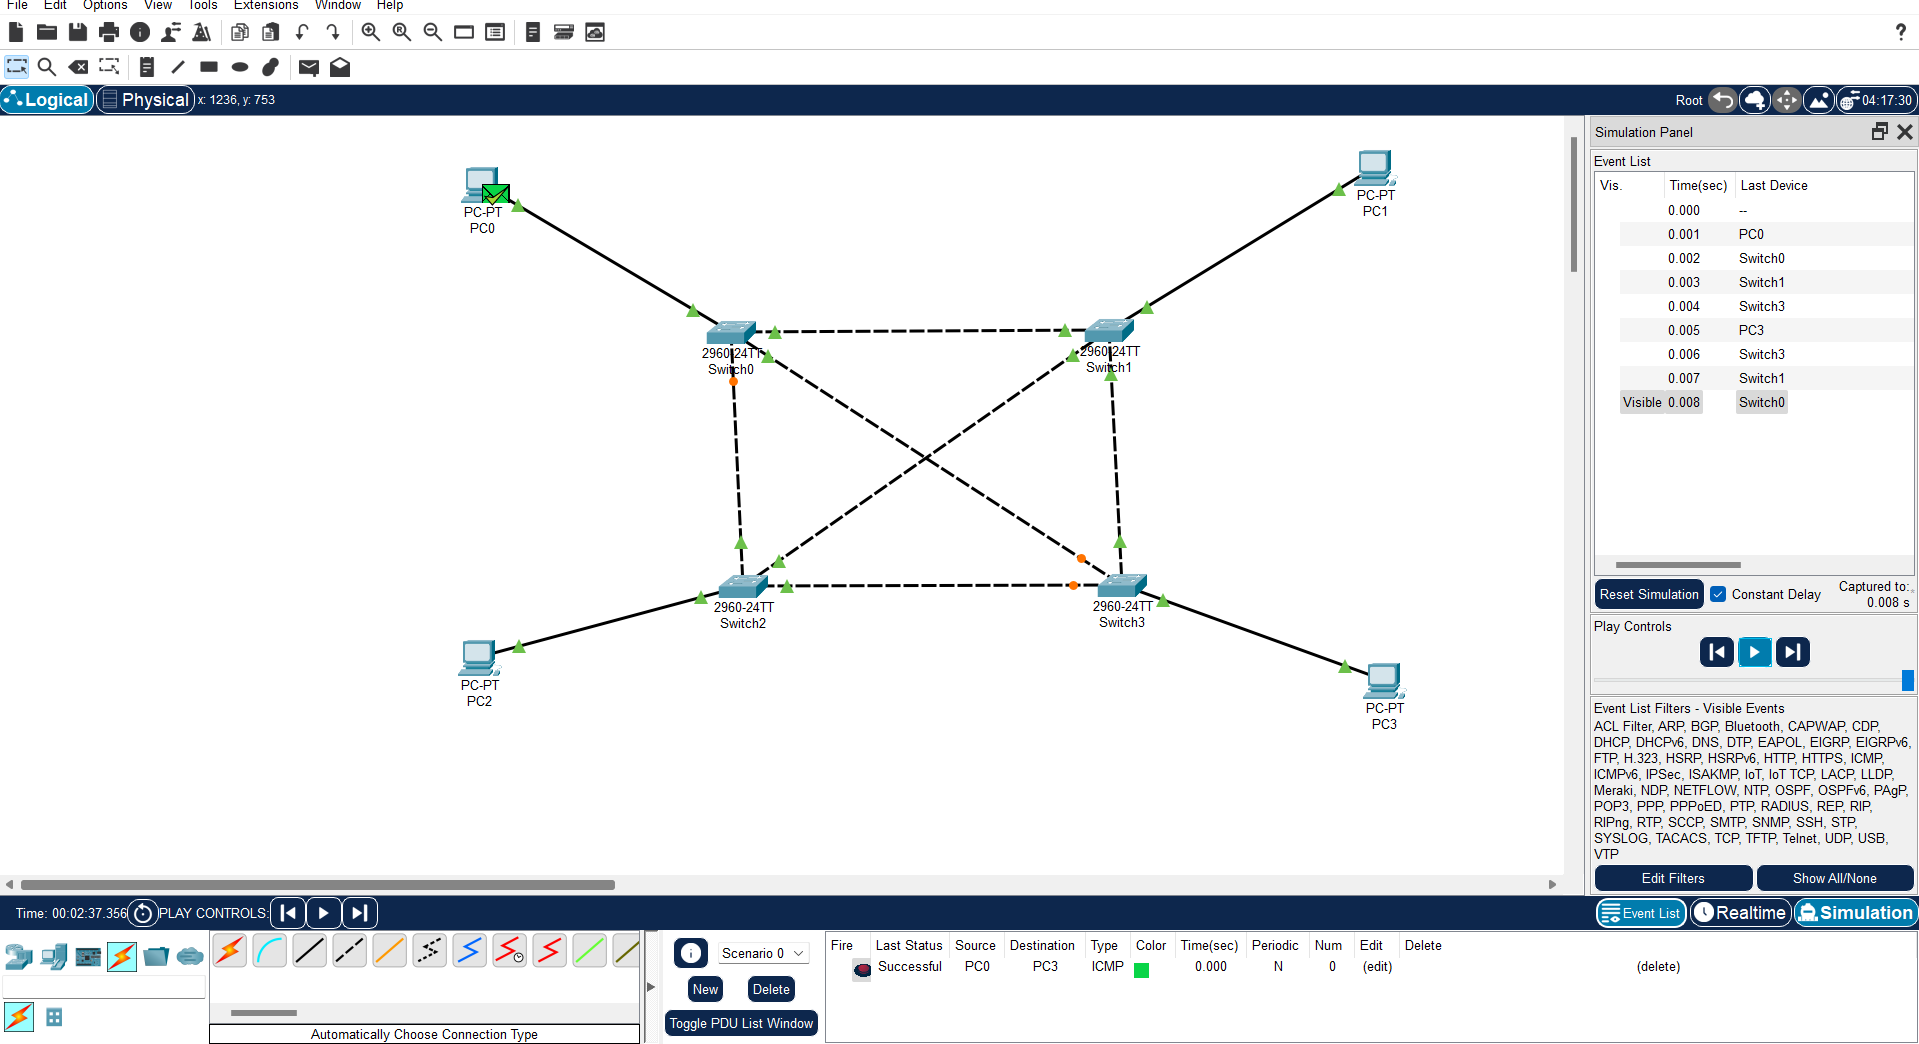 File Edit Options View Tools Extensions Window Help
?
Logical Physical x: 1236, y: 753 Root 04:17:30
Simulation Panel
Event List
Vis. Time(sec) Last Device
0.000 --
0.001 PC0
0.002 Switch0
0.003 Switch1
0.004 Switch3
0.005 PC3
0.006 Switch3
0.007 Switch1
Visible 0.008 Switch0
PC-PT
PC0
PC-PT
PC1
2960-24TT
Switch0
2960-24TT
Switch1
2960-24TT
Switch2
2960-24TT
Switch3
PC-PT
PC2
PC-PT
PC3
Reset Simulation Constant Delay Captured to:
0.008 s
Play Controls
Event List Filters - Visible Events
ACL Filter, ARP, BGP, Bluetooth, CAPWAP, CDP,
DHCP, DHCPv6, DNS, DTP, EAPOL, EIGRP, EIGRPv6,
FTP, H.323, HSRP, HSRPv6, HTTP, HTTPS, ICMP,
ICMPv6, IPSec, ISAKMP, IoT, IoT TCP, LACP, LLDP,
Meraki, NDP, NETFLOW, NTP, OSPF, OSPFv6, PAgP,
POP3, PPP, PPPoED, PTP, RADIUS, REP, RIP,
RIPng, RTP, SCCP, SMTP, SNMP, SSH, STP,
SYSLOG, TACACS, TCP, TFTP, Telnet, UDP, USB,
VTP
Edit Filters Show All/None
Time: 00:02:37.356 PLAY CONTROLS: Event List Realtime Simulation
Scenario 0
New Delete
Toggle PDU List Window
Fire Last Status Source Destination Type Color Time(sec) Periodic Num Edit Delete
Successful PC0 PC3 ICMP 0.000 N 0 (edit) (delete)
Automatically Choose Connection Type